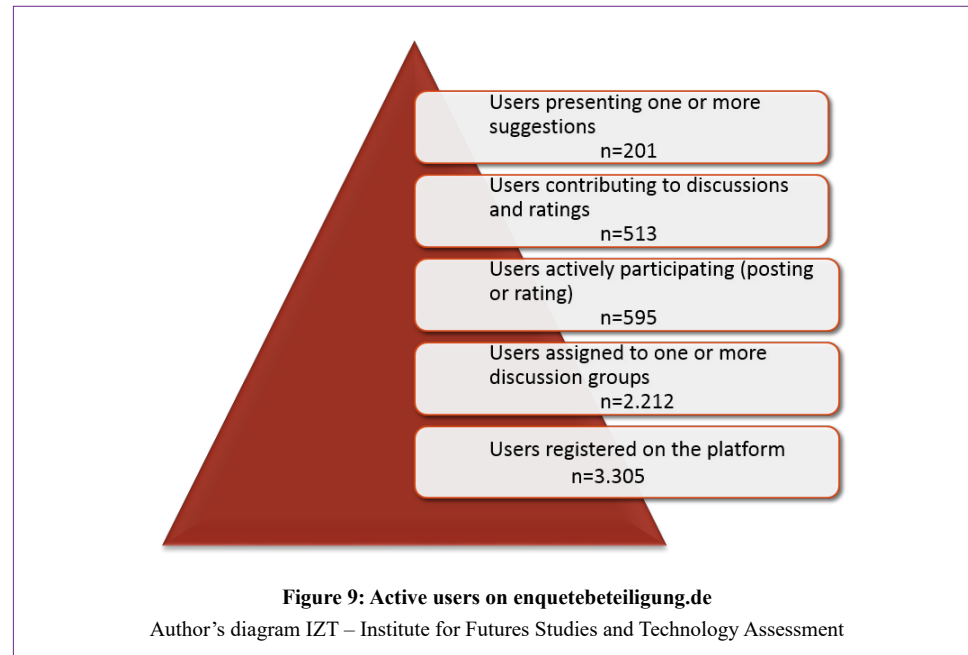 Users presenting one or more
suggestions
n=201
Users contributing to discussions
and ratings
n=513
Users actively participating (posting
or rating)
n=595
Users assigned to one or more
discussion groups
n=2.212
Users registered on the platform
n=3.305
Figure 9: Active users on enquetebeteiligung.de
Author's diagram IZT – Institute for Futures Studies and Technology Assessment